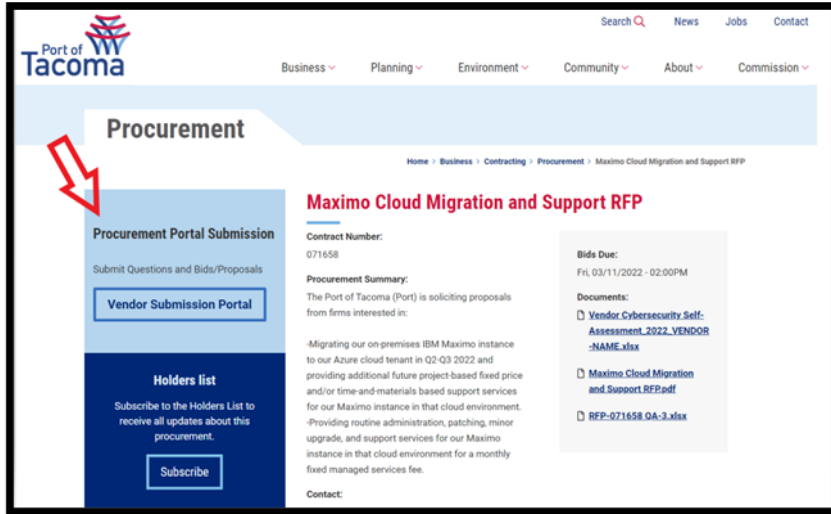 Port of
Tacoma
Search
News
Jobs
Contact
Business
Planning
Environment
Community
About
Commission
Procurement
Home > Business > Contracting > Procurement > Maximo Cloud Migration and Support RFP
Procurement Portal Submission
Submit Questions and Bids/Proposals
Vendor Submission Portal
Holders list
Subscribe to the Holders List to
receive all updates about this
procurement.
Subscribe
Maximo Cloud Migration and Support RFP
Contract Number:
071658
Procurement Summary:
The Port of Tacoma (Port) is soliciting proposals
from firms interested in:
-Migrating our on-premises IBM Maximo instance
to our Azure cloud tenant in Q2-Q3 2022 and
providing additional future project-based fixed price
and/or time-and-materials based support services
for our Maximo instance in that cloud environment.
-Providing routine administration, patching, minor
upgrade, and support services for our Maximo
instance in that cloud environment for a monthly
fixed managed services fee.
Contact:
Bids Due:
Fri, 03/11/2022 - 02:00PM
Documents:
Vendor Cybersecurity Self-
Assessment_2022_VENDOR
-NAME.xlsx
Maximo Cloud Migration
and Support RFP.pdf
RFP-071658 QA-3.xlsx